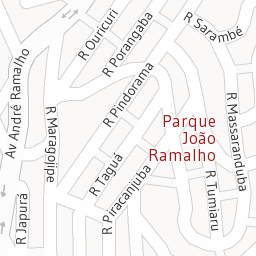 R Ouricuri
R Porangaba
R Sarambé
Av André Ramalho
R Maragojipe
R Pindorama
Parque
João
Ramalho
R Massaranduba
R Taguá
R Piracanjuba
R Tumiaru
R Japurá